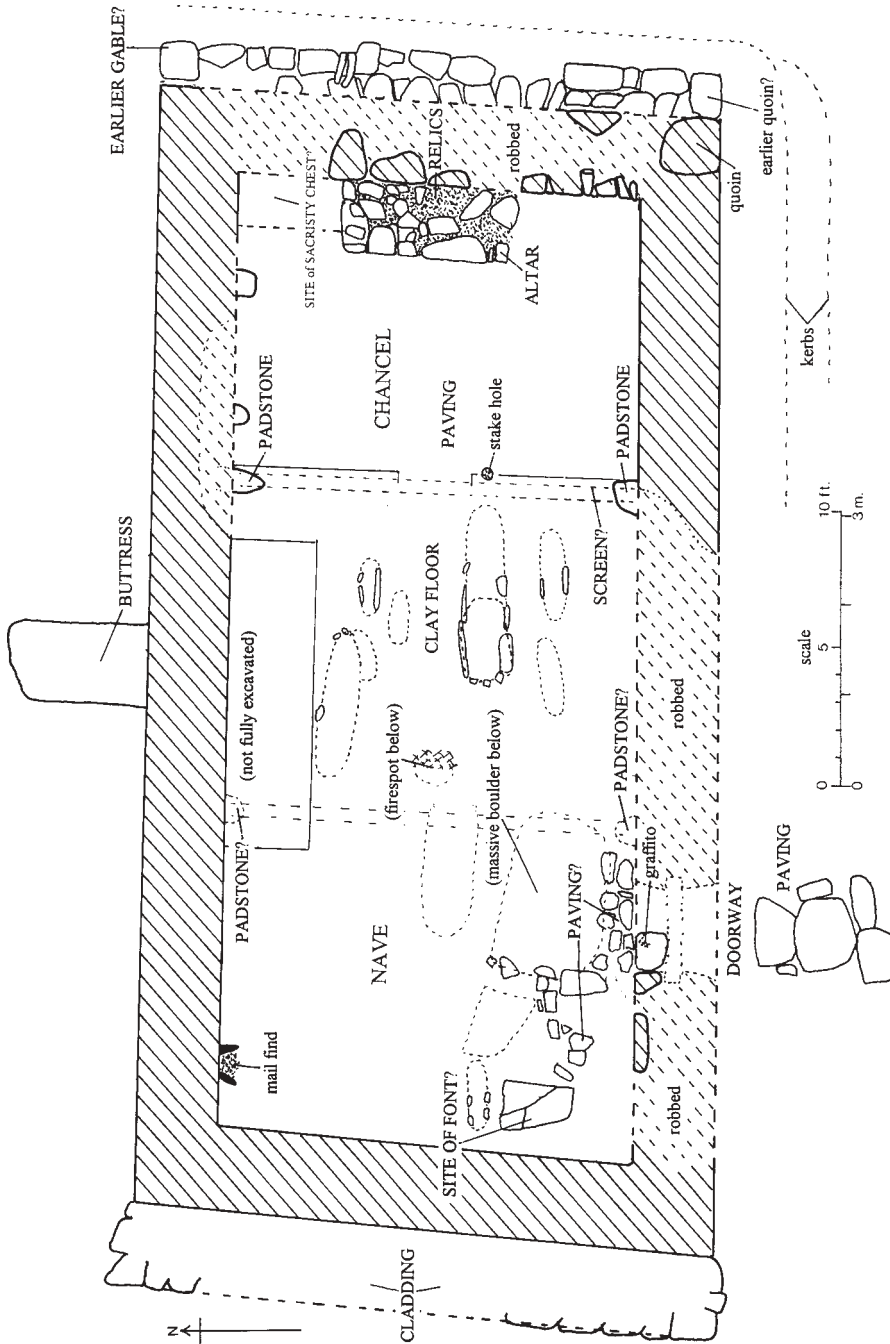 EARLIER GABLE?
SITE of SACRISTY CHEST?
RELICS
robbed
ALTAR
quoin
earlier quoin?
kerbs
PADSTONE
CHANCEL
PAVING
stake hole
PADSTONE
BUTTRESS
(not fully excavated)
CLAY FLOOR
SCREEN?
(firespot below)
(massive boulder below)
PADSTONE?
PADSTONE?
robbed
graffito
NAVE
PAVING?
DOORWAY
PAVING
mail find
SITE OF FONT?
robbed
CLADDING
N
scale
0 5 10 ft.
0 3 m.